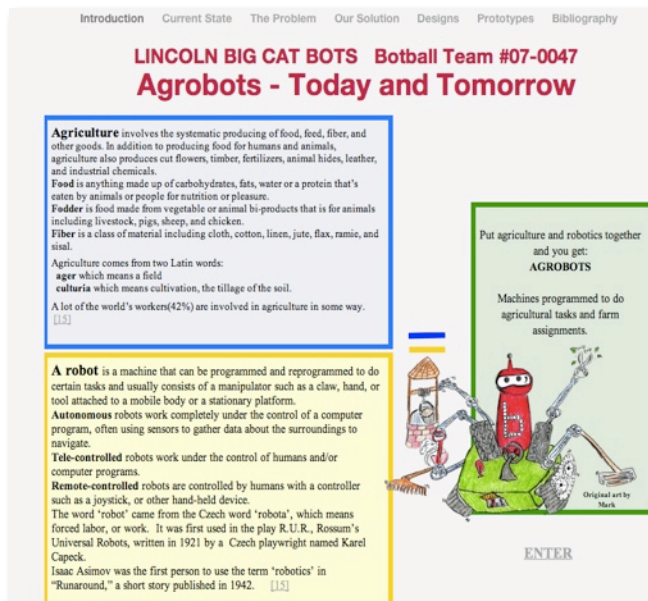 Introduction Current State The Problem Our Solution Designs Prototypes Bibliography
LINCOLN BIG CAT BOTS Botball Team #07-0047
Agrobots - Today and Tomorrow
Agriculture involves the systematic producing of food, feed, fiber, and
other goods. In addition to producing food for humans and animals,
agriculture also produces cut flowers, timber, fertilizers, animal hides, leather,
and industrial chemicals.
Food is anything made up of carbohydrates, fats, water or a protein that's
eaten by animals or people for nutrition or pleasure.
Fodder is food made from vegetable or animal bi-products that is for animals
including livestock, pigs, sheep, and chicken.
Fiber is a class of material including cloth, cotton, linen, jute, flax, ramic, and
sisal.
Agriculture comes from two Latin words:
ager which means a field
culturia which means cultivation, the tillage of the soil.
A lot of the world's workers(42%) are involved in agriculture in some way.
[15]
A robot is a machine that can be programmed and reprogrammed to do
certain tasks and usually consists of a manipulator such as a claw, hand, or
tool attached to a mobile body or a stationary platform.
Autonomous robots work completely under the control of a computer
program, often using sensors to gather data about the surroundings to
navigate.
Tele-controlled robots work under the control of humans and/or
computer programs.
Remote-controlled robots are controlled by humans with a controller
such as a joystick, or other hand-held device.
The word 'robot' came from the Czech word 'robota', which means
forced labor, or work. It was first used in the play R.U.R., Rossum's
Universal Robots, written in 1921 by a Czech playwright named Karel
Capeck.
Isaac Asimov was the first person to use the term 'robotics' in
"Runaround," a short story published in 1942. [15]
Put agriculture and robotics together
and you get:
AGROBOTS
Machines programmed to do
agricultural tasks and farm
assignments.
b
Original art by
Mark
ENTER